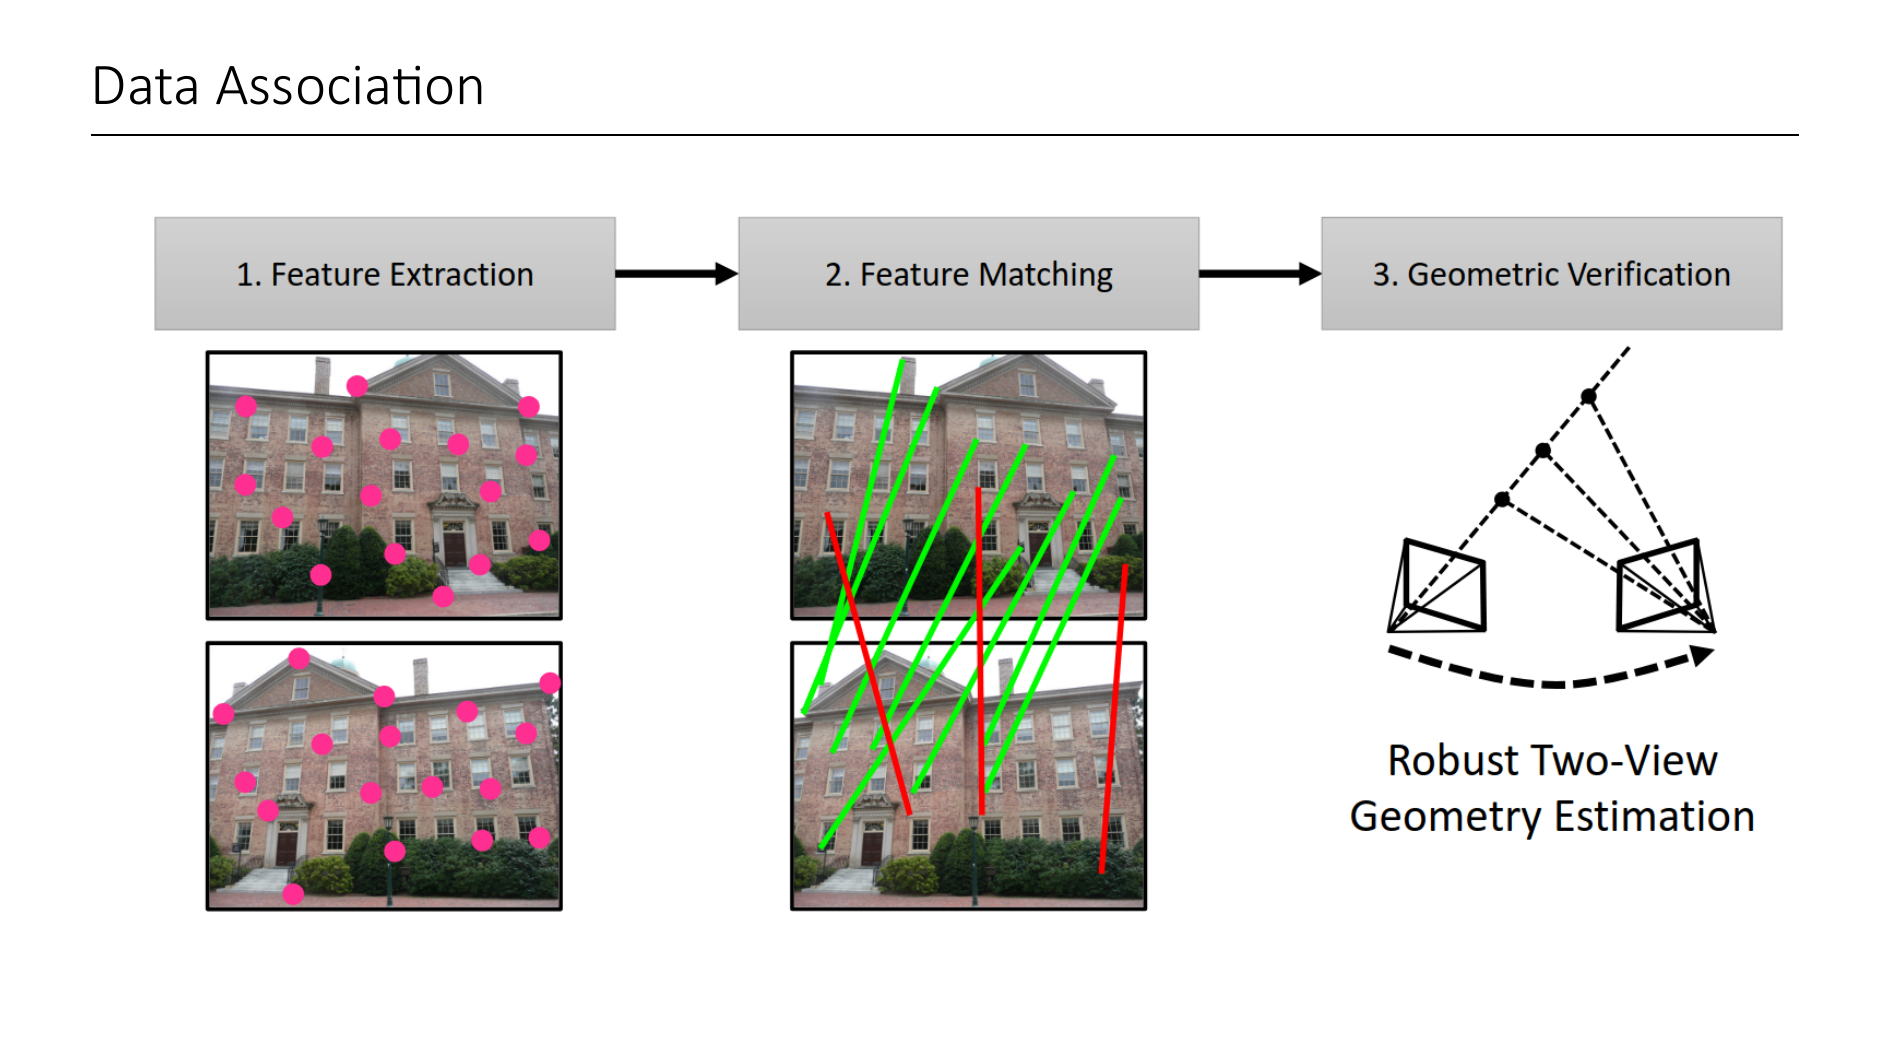 Data Association
1. Feature Extraction
2. Feature Matching
3. Geometric Verification
Robust Two-View
Geometry Estimation